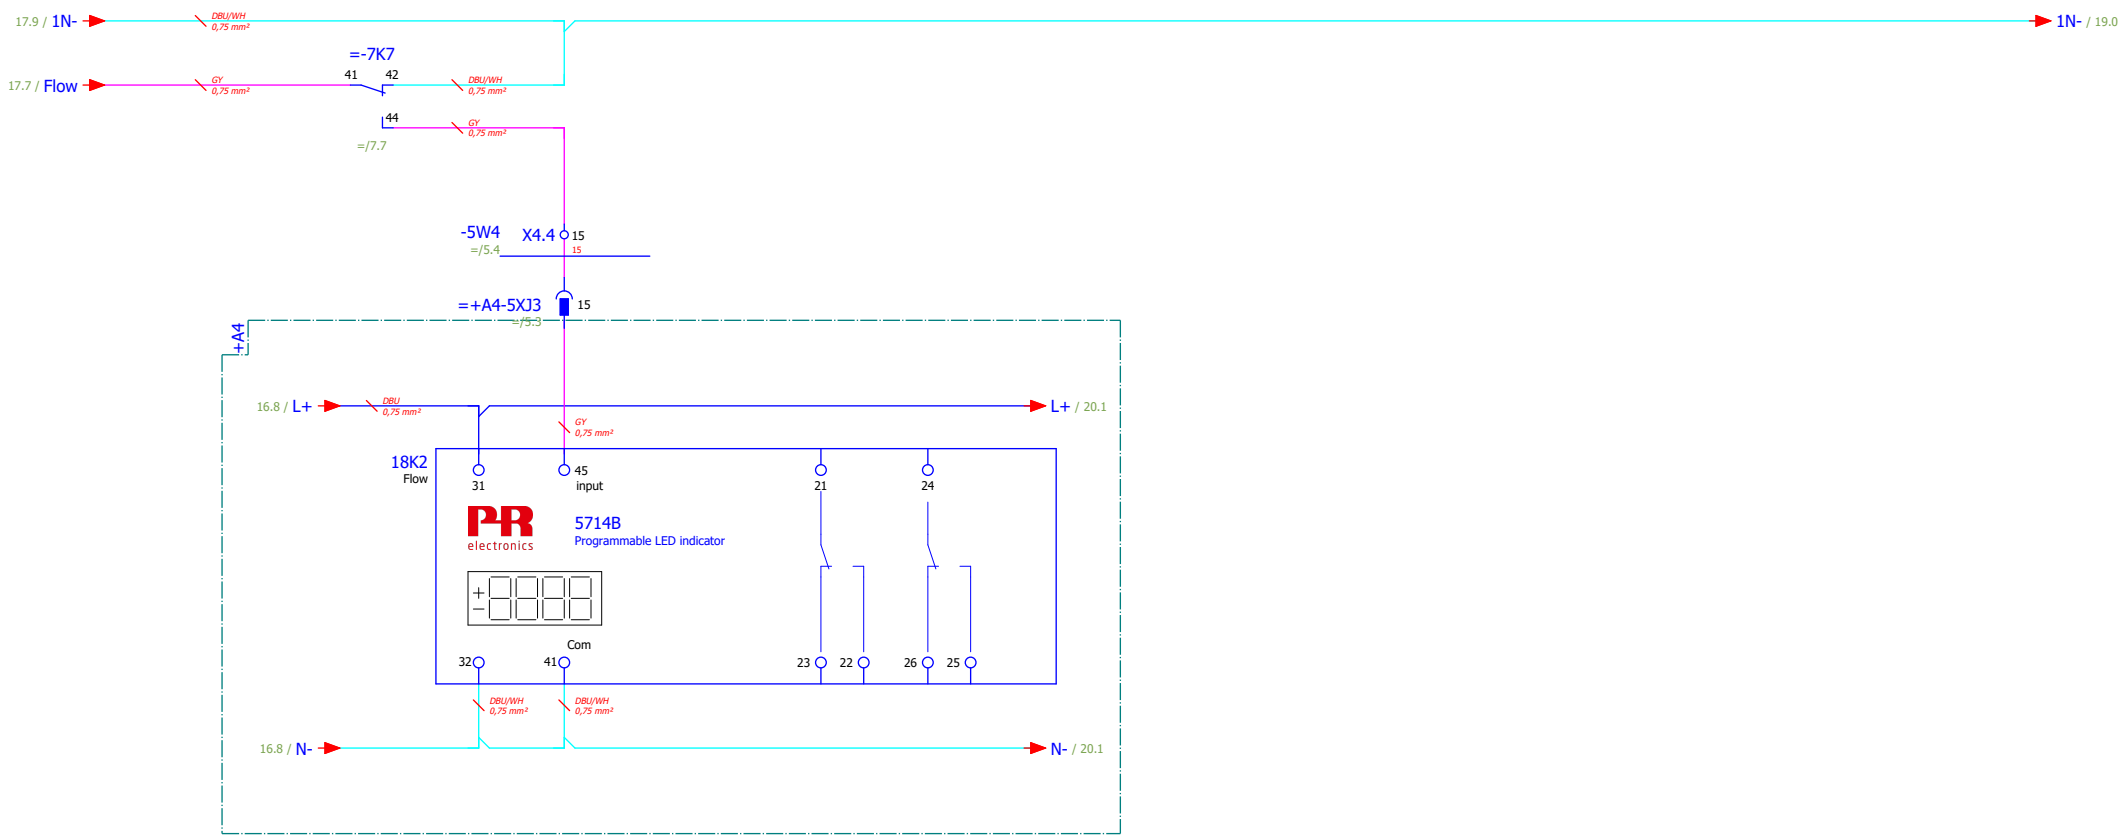 17.9 / 1N-
DBU/WH
0,75 mm²
1N- / 19.0
=-7K7
41
42
17.7 / Flow
GY
0,75 mm²
DBU/WH
0,75 mm²
44
GY
0,75 mm²
=/7.7
-5W4
X4.4
15
=/5.4
15
=+A4-5XJ3
15
=/5.3
+A4
16.8 / L+
DBU
0,75 mm²
L+ / 20.1
GY
0,75 mm²
18K2
Flow
31
45
input
21
24
PR
electronics
5714B
Programmable LED indicator
+
-
Com
32
41
23
22
26
25
DBU/WH
0,75 mm²
DBU/WH
0,75 mm²
16.8 / N-
N- / 20.1